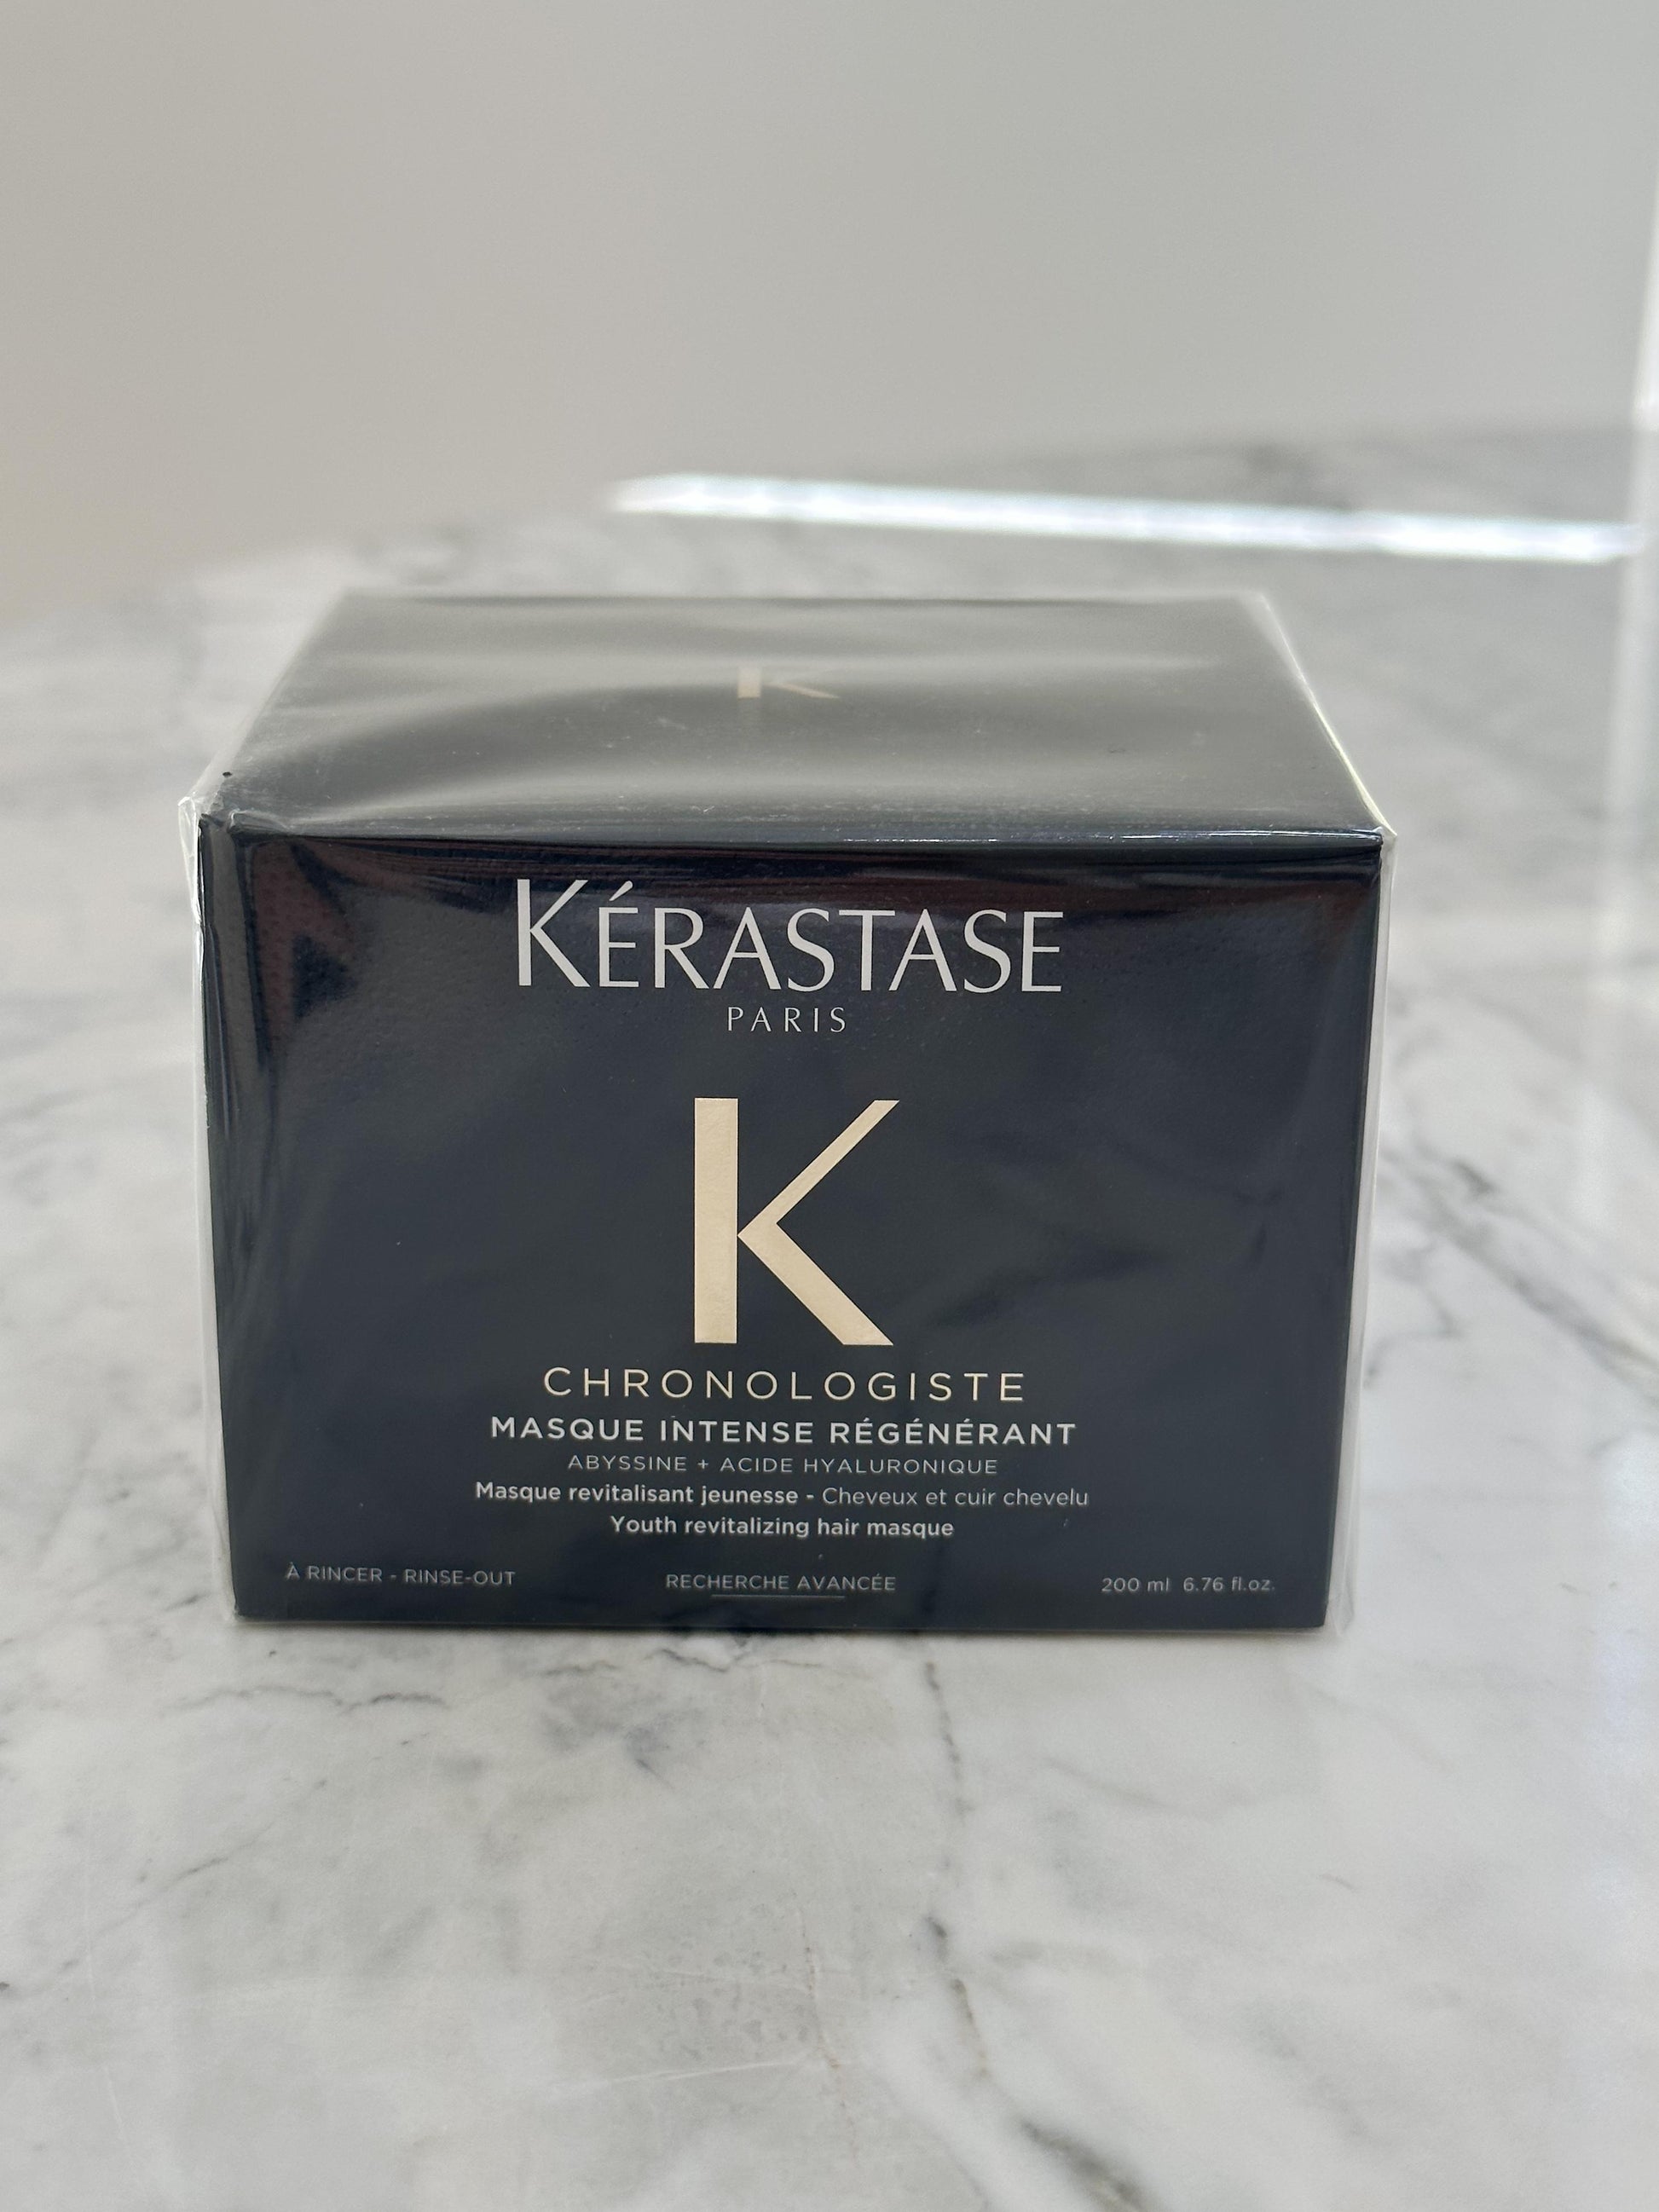 K
KÉRASTASE
PARIS
K
CHRONOLOGISTE
MASQUE INTENSE RÉGÉNÉRANT
ABYSSINE + ACIDE HYALURONIQUE
Masque revitalisant jeunesse - Cheveux et cuir chevelu
Youth revitalizing hair masque
À RINCER - RINSE-OUT RECHERCHE AVANCÉE 200 ml 6.76 fl.oz.